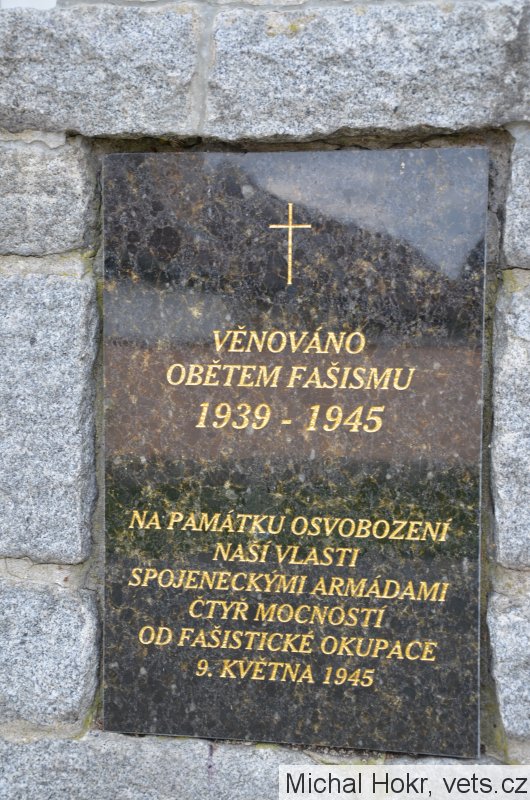 VĚNOVÁNO
OBĚTEM FAŠISMU
1939 - 1945
NA PAMÁTKU OSVOBOZENÍ
NAŠÍ VLASTI
SPOJENECKÝMI ARMÁDAMI
ČTYR MOCNOSTÍ
OD FAŠISTICKÉ OKUPACE
9. KVĚTNA 1945
Michal Hokr, vets.cz